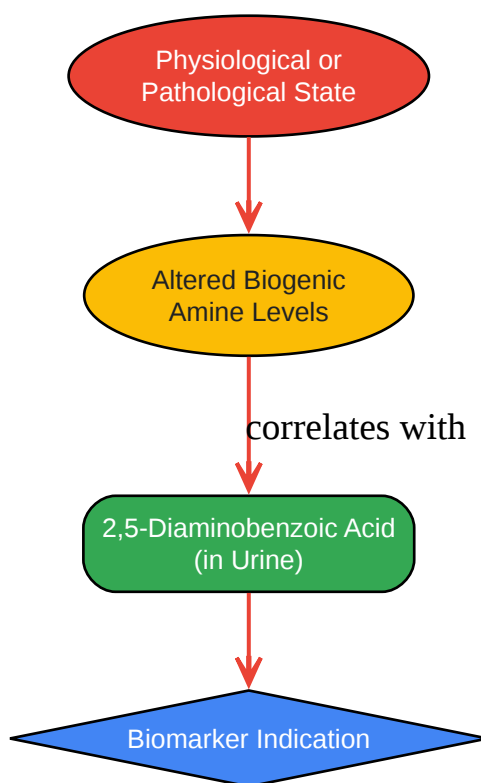 Physiological or
Pathological State
Altered Biogenic
Amine Levels
correlates with
2,5-Diaminobenzoic Acid
(in Urine)
Biomarker Indication